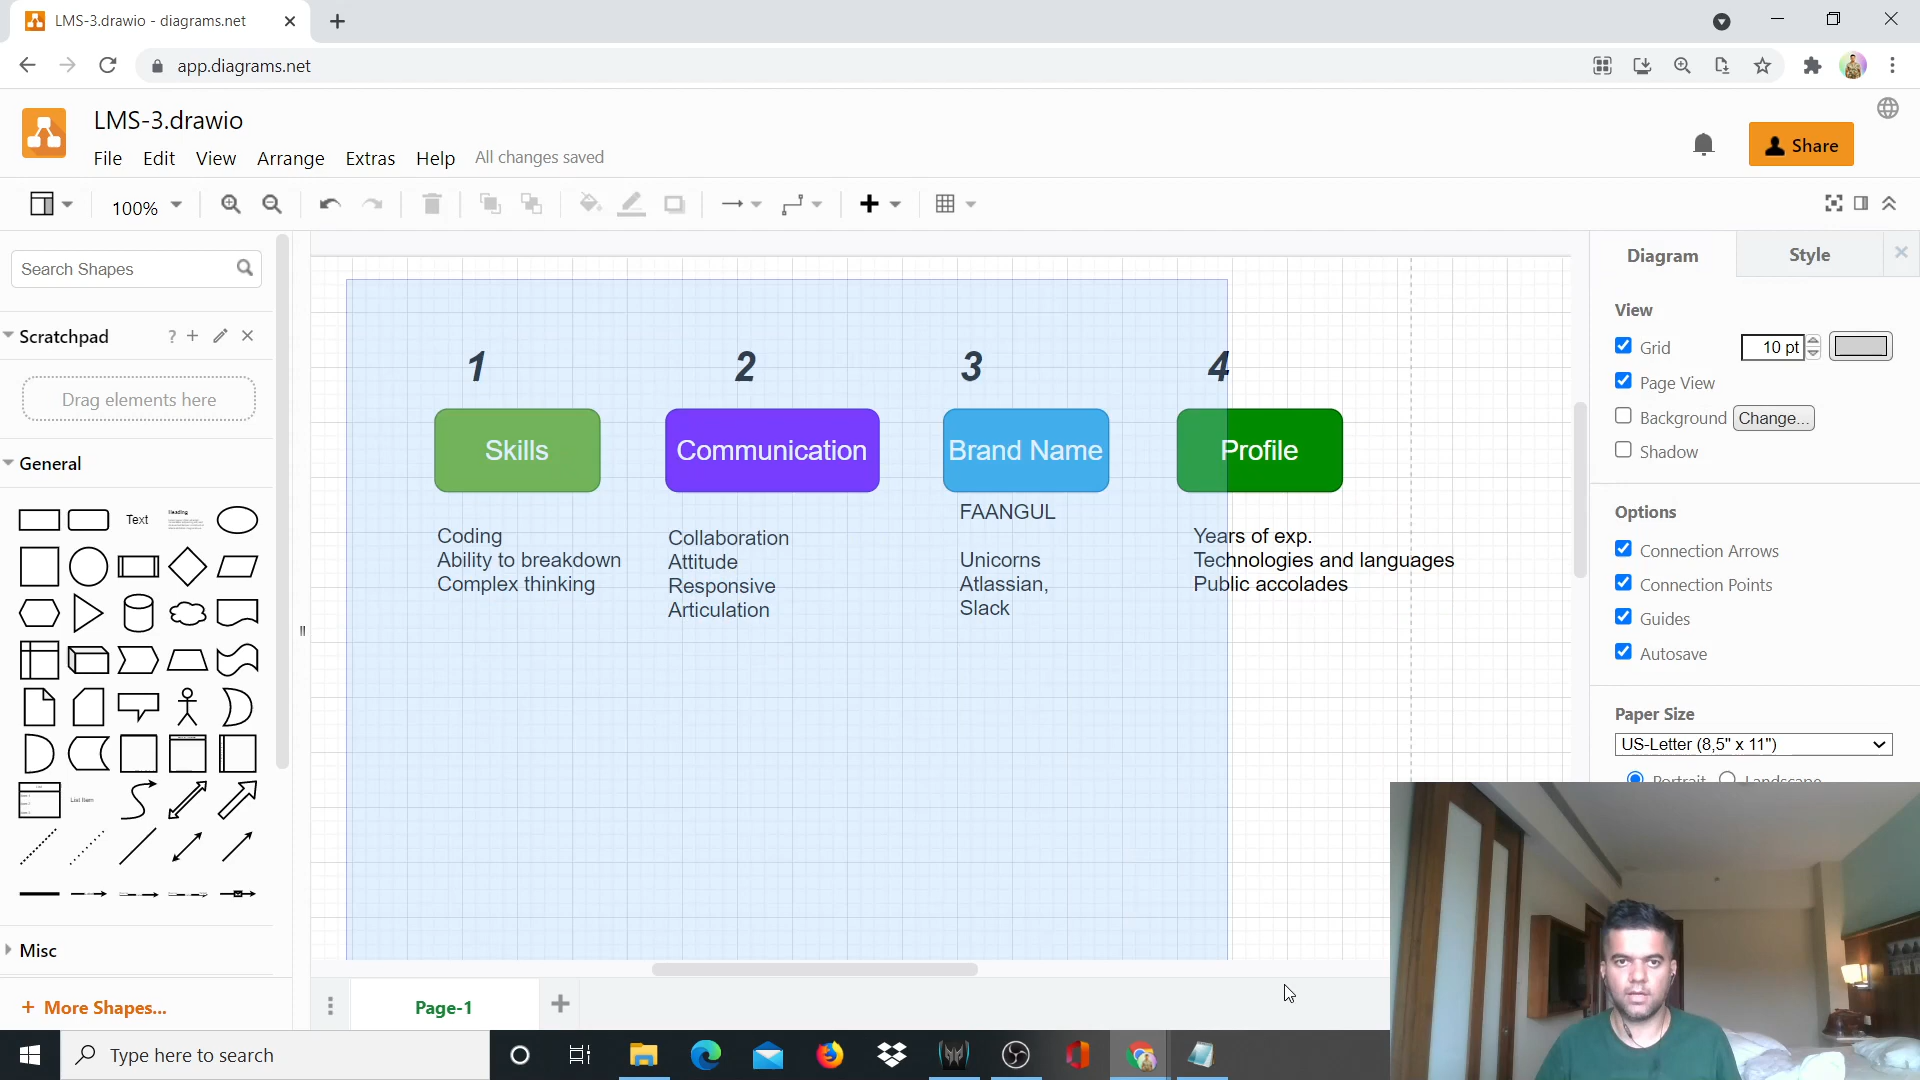 LMS-3.drawio - diagrams.net
app.diagrams.net
LMS-3.drawio
File Edit View Arrange Extras Help All changes saved
Share
100%
Search Shapes
Scratchpad
?
Drag elements here
General
Text
Heading
List Item
Misc
+ More Shapes...
1 2 3 4
Skills Communication Brand Name Profile
FAANGUL
Coding
Ability to breakdown
Complex thinking
Collaboration
Attitude
Responsive
Articulation
Unicorns
Atlassian,
Slack
Years of exp.
Technologies and languages
Public accolades
Diagram Style
View
Grid 10 pt
Page View
Background Change...
Shadow
Options
Connection Arrows
Connection Points
Guides
Autosave
Paper Size
US-Letter (8,5" x 11")
Portrait Landscape
Page-1
Type here to search